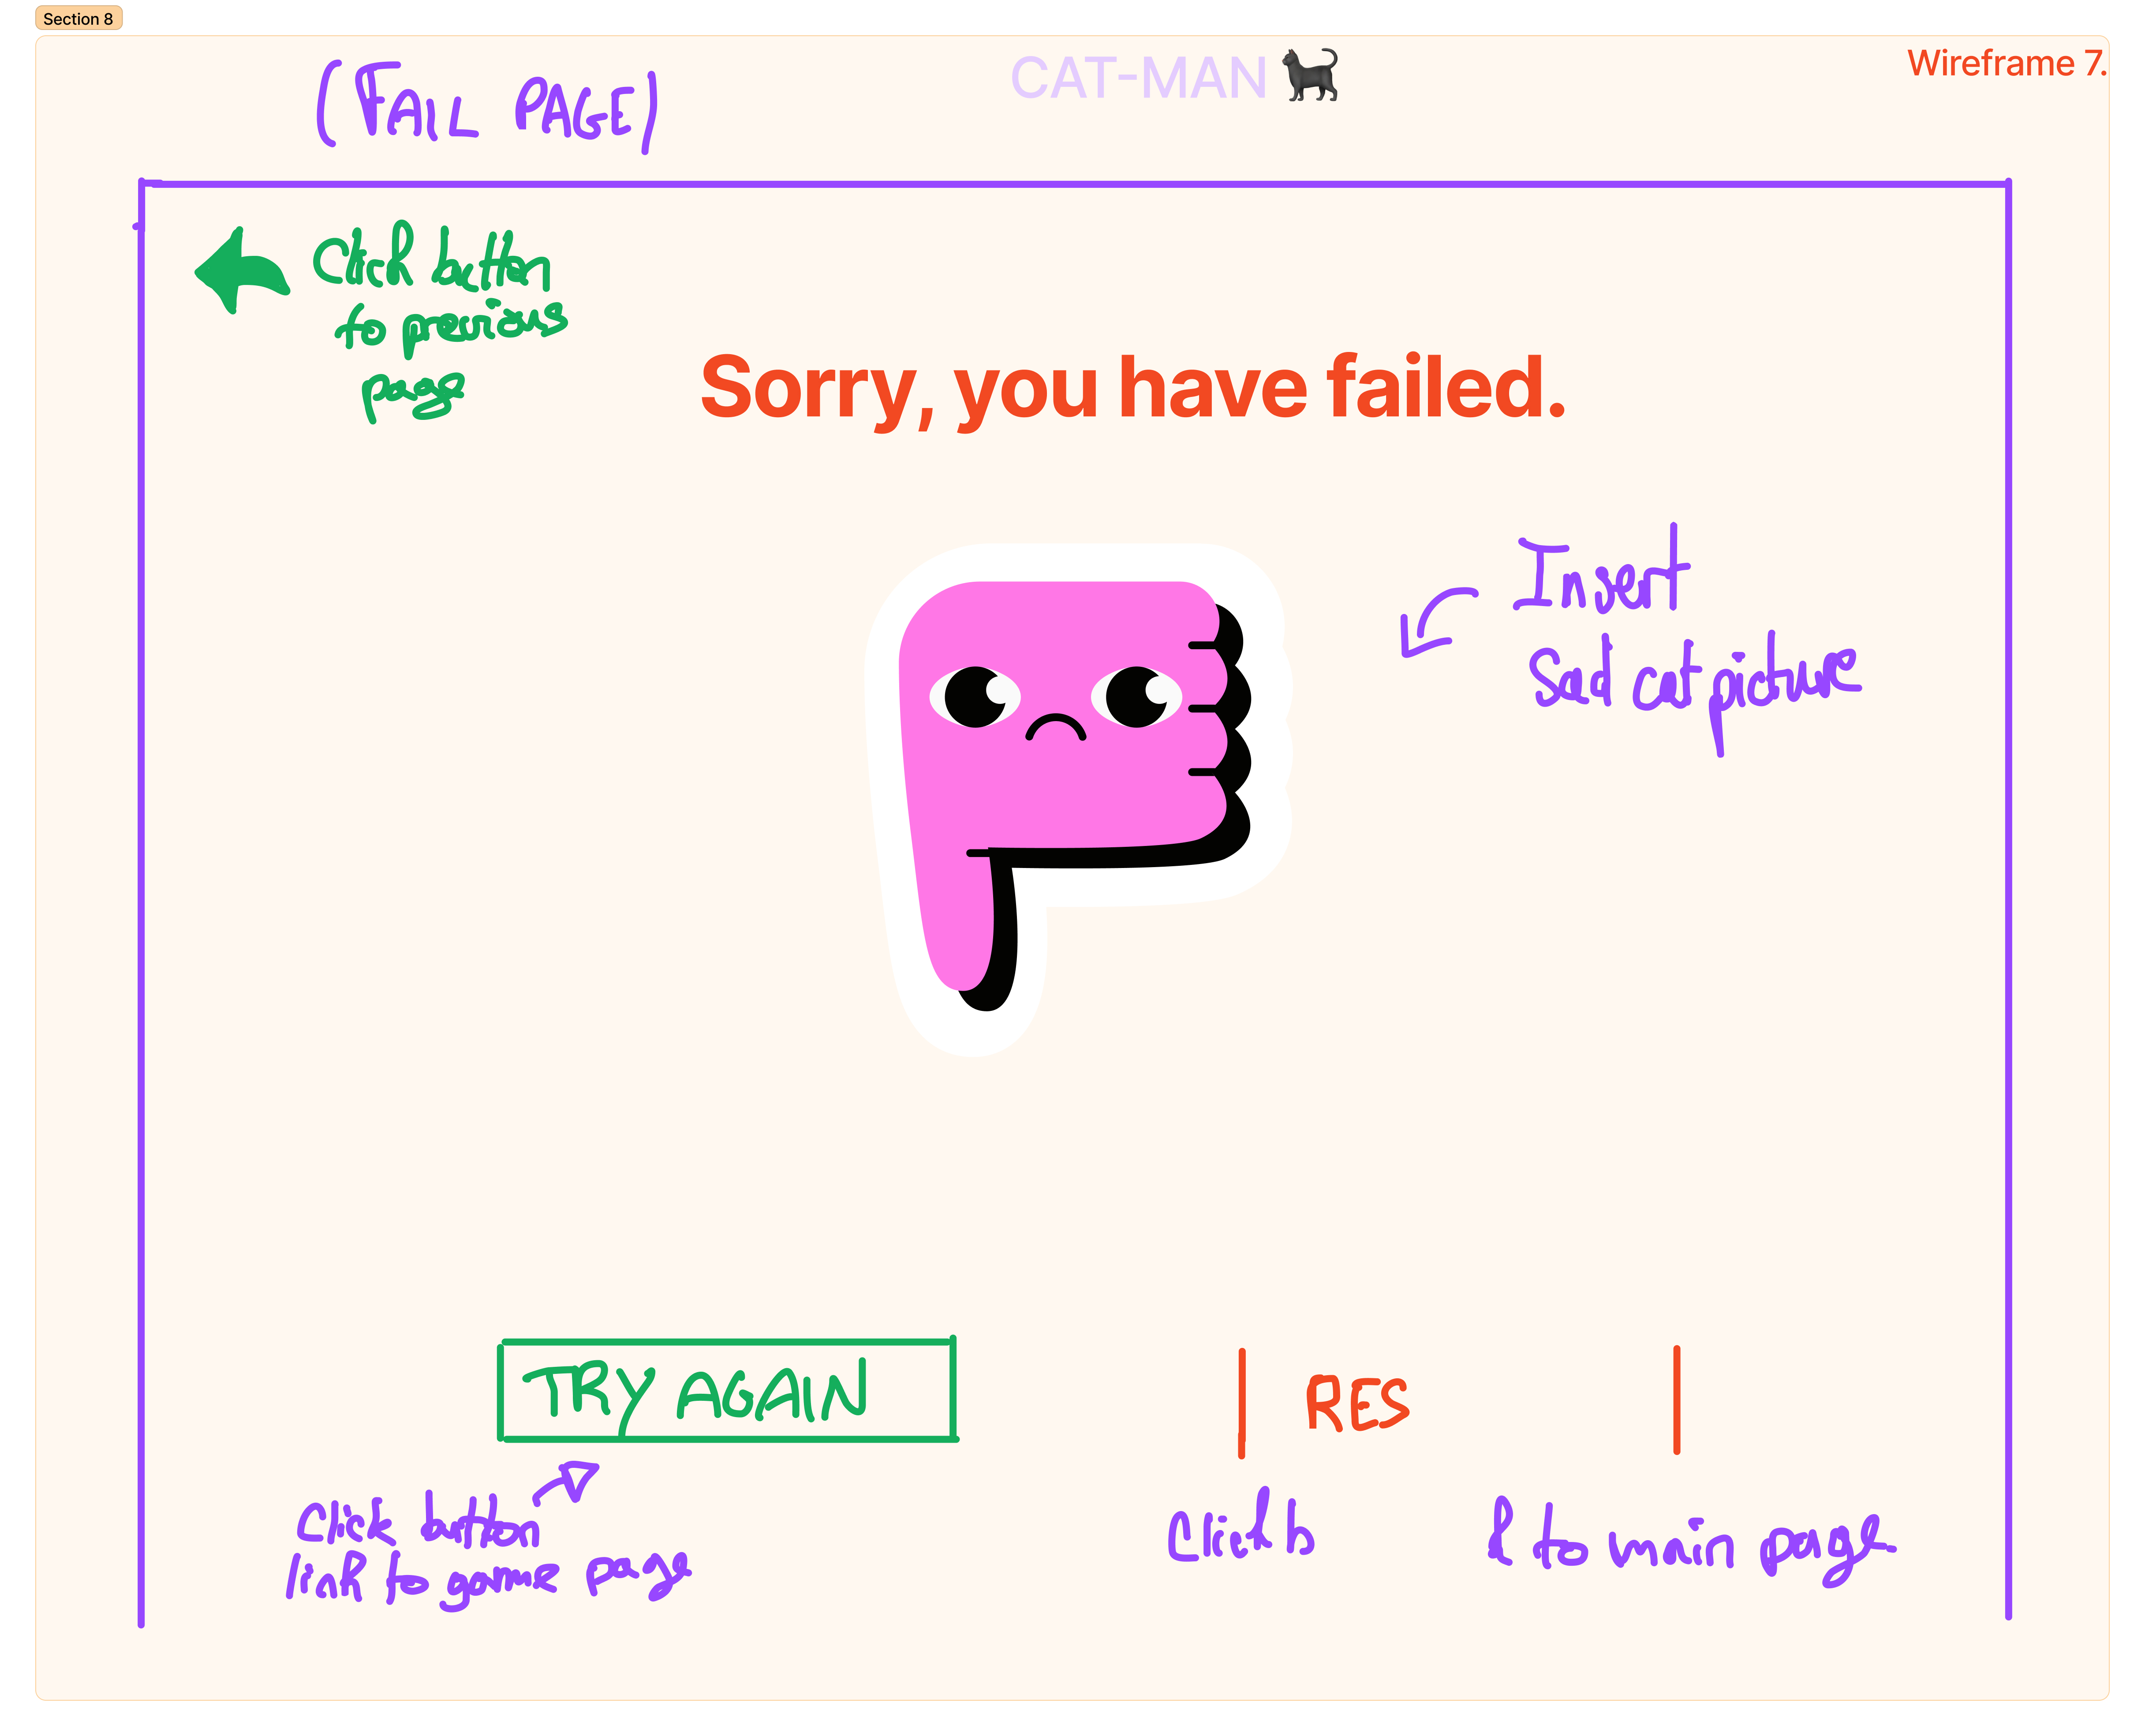 Section 8
(FAIL PAGE)
CAT-MAN
Wireframe 7.
Click button
to previous
page
Sorry, you have failed.
Insert
sad cat picture
TRY AGAIN
RES
Click button
link to game page
Click b
to main page